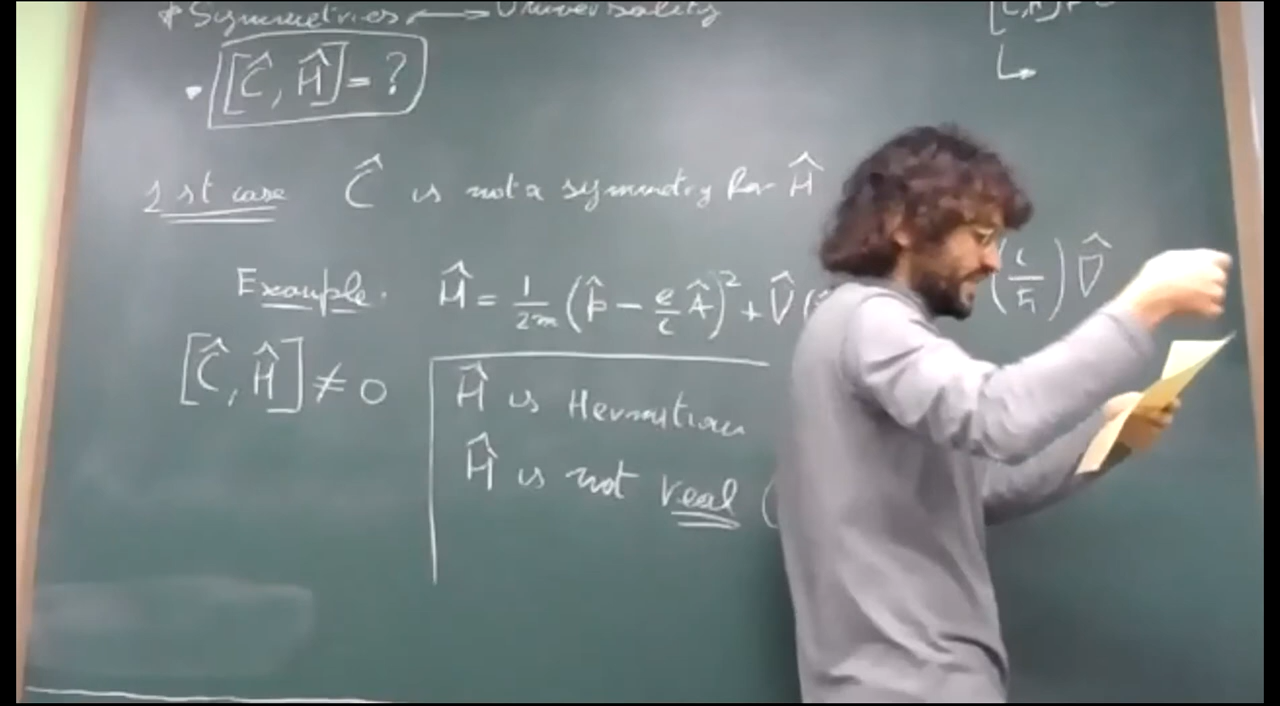 * Symmetries ⟷ Universality
• [Ĉ, Ĥ] = ?
1st case Ĉ is not a symmetry for Ĥ
Example. Ĥ = 1/2m (p̂ − e/c Â)² + V̂ (
[Ĉ, Ĥ] ≠ 0
Ĥ is Hermitian
Ĥ is not real (